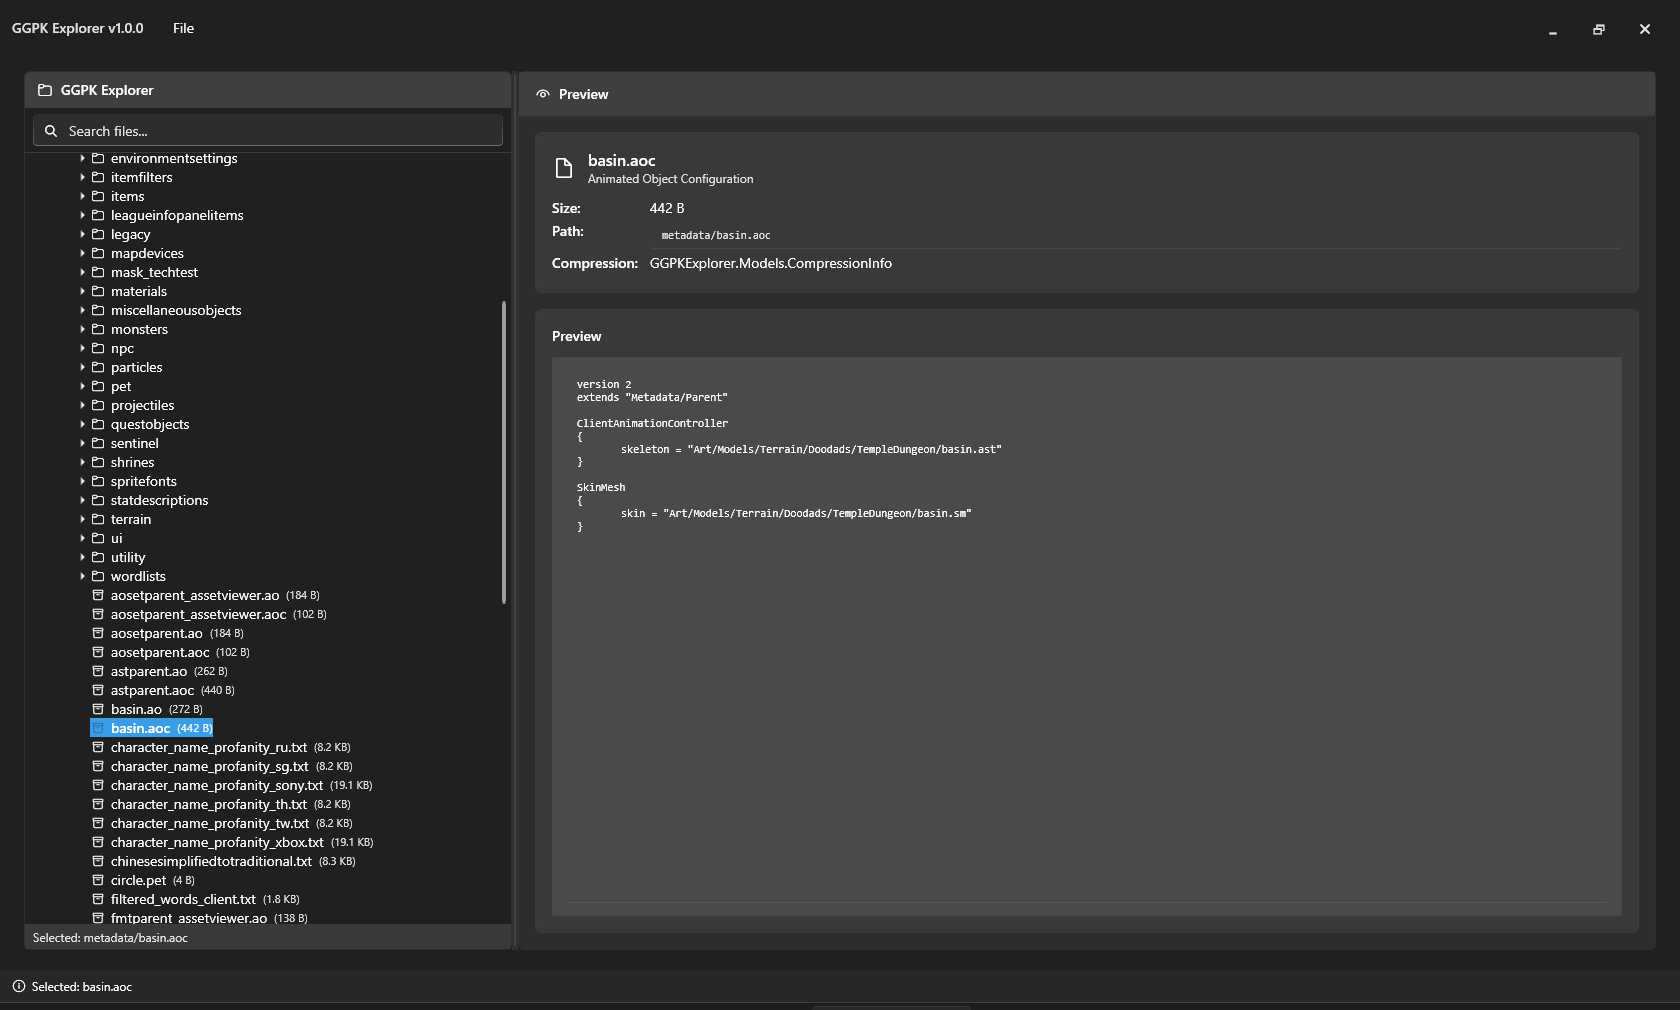 GGPK Explorer v1.0.0 File
GGPK Explorer
Search files...
environmentsettings
itemfilters
items
leagueinfopanelitems
legacy
mapdevices
mask_techtest
materials
miscellaneousobjects
monsters
npc
particles
pet
projectiles
questobjects
sentinel
shrines
spritefonts
statdescriptions
terrain
ui
utility
wordlists
aosetparent_assetviewer.ao (184 B)
aosetparent_assetviewer.aoc (102 B)
aosetparent.ao (184 B)
aosetparent.aoc (102 B)
astparent.ao (262 B)
astparent.aoc (440 B)
basin.ao (272 B)
basin.aoc (442 B)
character_name_profanity_ru.txt (8.2 KB)
character_name_profanity_sg.txt (8.2 KB)
character_name_profanity_sony.txt (19.1 KB)
character_name_profanity_th.txt (8.2 KB)
character_name_profanity_tw.txt (8.2 KB)
character_name_profanity_xbox.txt (19.1 KB)
chinesesimplifiedtotraditional.txt (8.3 KB)
circle.pet (4 B)
filtered_words_client.txt (1.8 KB)
fmtparent_assetviewer.ao (138 B)
Selected: metadata/basin.aoc
Preview
basin.aoc
Animated Object Configuration
Size: 442 B
Path: metadata/basin.aoc
Compression: GGPKExplorer.Models.CompressionInfo
Preview
version 2
extends "Metadata/Parent"
ClientAnimationController
{
skeleton = "Art/Models/Terrain/Doodads/TempleDungeon/basin.ast"
}
SkinMesh
{
skin = "Art/Models/Terrain/Doodads/TempleDungeon/basin.sm"
}
Selected: basin.aoc